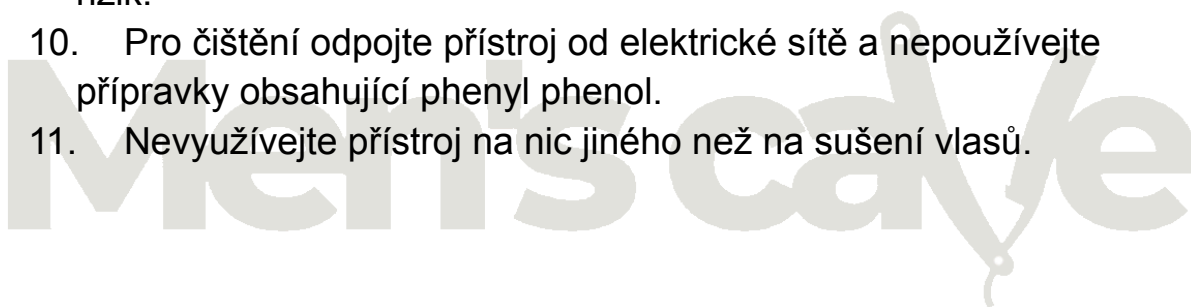 10. Pro čištění odpojte přístroj od elektrické sítě a nepoužívejte
přípravky obsahující phenyl phenol.
11. Nevyužívejte přístroj na nic jiného než na sušení vlasů.
Men's cave